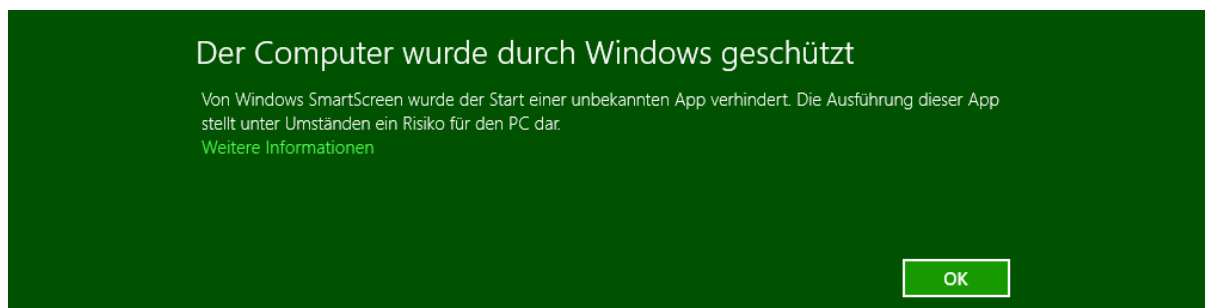 Der Computer wurde durch Windows geschützt
Von Windows SmartScreen wurde der Start einer unbekannten App verhindert. Die Ausführung dieser App
stellt unter Umständen ein Risiko für den PC dar.
Weitere Informationen
OK